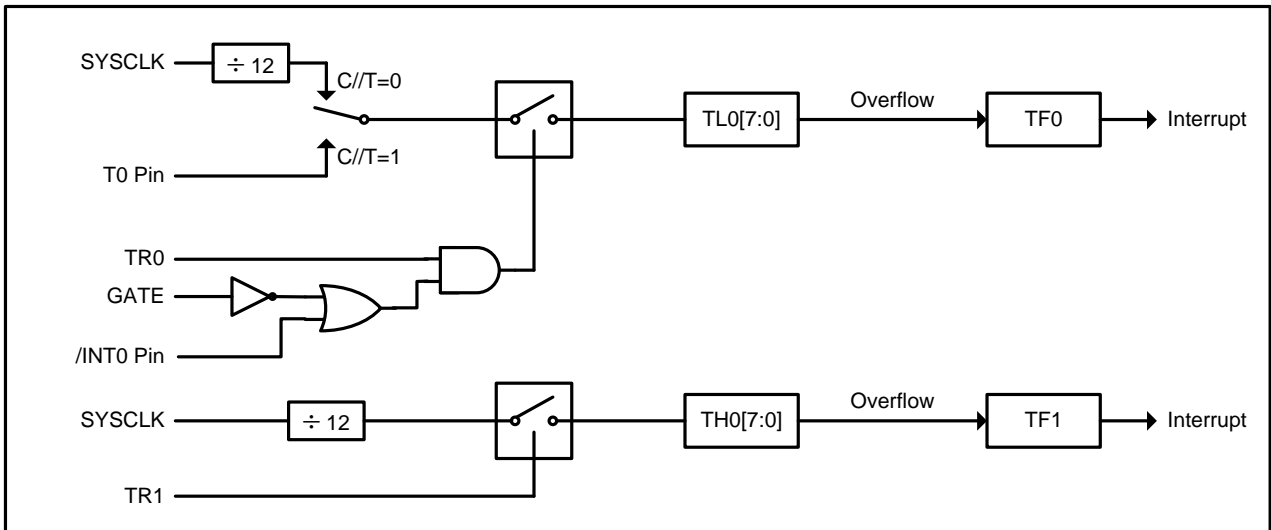 SYSCLK
÷ 12
C//T=0
C//T=1
T0 Pin
TL0[7:0]
Overflow
TF0
Interrupt
TR0
GATE
/INT0 Pin
SYSCLK
÷ 12
TH0[7:0]
Overflow
TF1
Interrupt
TR1